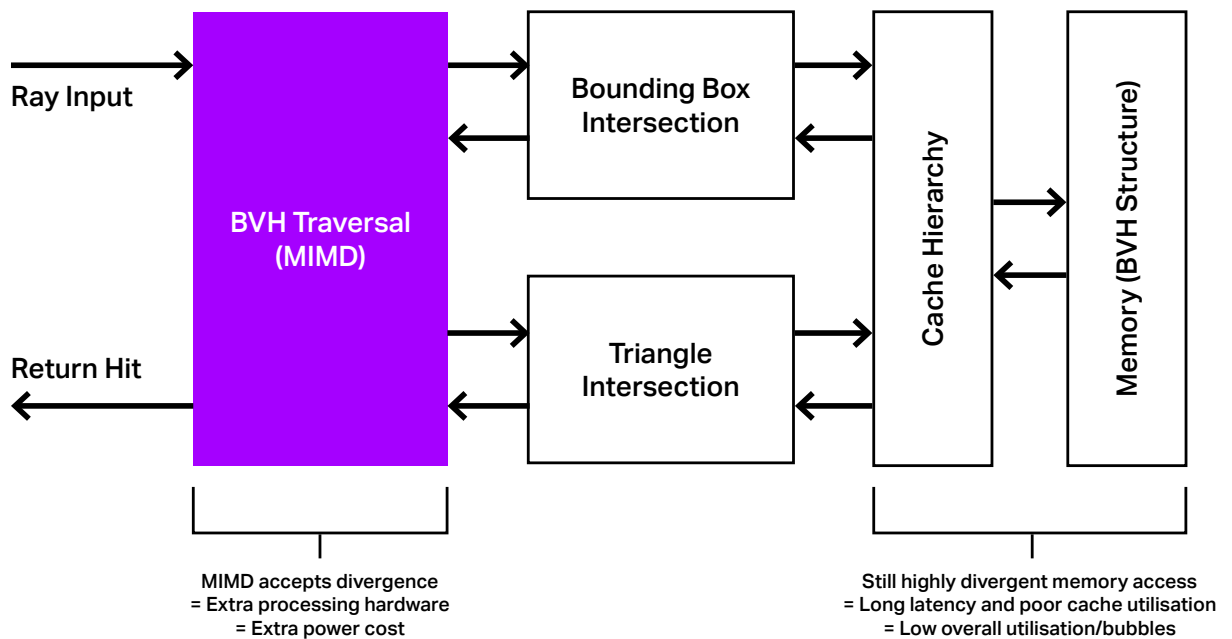 Ray Input
Return Hit
BVH Traversal
(MIMD)
Bounding Box
Intersection
Triangle
Intersection
Cache Hierarchy
Memory (BVH Structure)
MIMD accepts divergence
= Extra processing hardware
= Extra power cost
Still highly divergent memory access
= Long latency and poor cache utilisation
= Low overall utilisation/bubbles